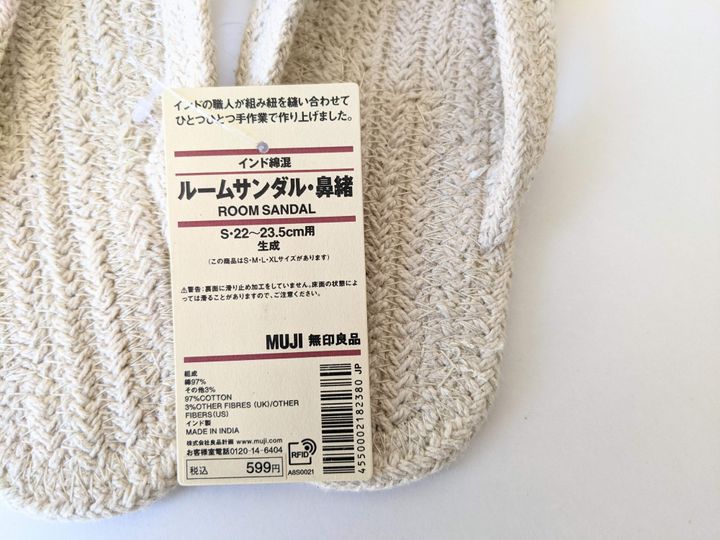 インドの職人が組み紐を縫い合わせて
ひとつひとつ手作業で作り上げました。
インド綿混
ルームサンダル・鼻緒
ROOM SANDAL
S・22～23.5cm用
生成
(この商品はS・M・L・XLサイズがあります)
⚠警告：裏面に滑り止め加工をしていません。床面の状態によ
っては滑ることがありますので、ご注意ください。
MUJI 無印良品
組成
綿97%
その他3%
97%COTTON
3%OTHER FIBRES (UK)/OTHER
FIBERS(US)
インド製
MADE IN INDIA
株式会社良品計画 www.muji.com
お客様室電話0120-14-6404
税込 599円
RFID
A8S0021
4550002182380 JP